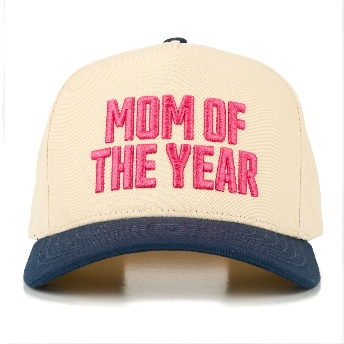 MOM OF
THE YEAR